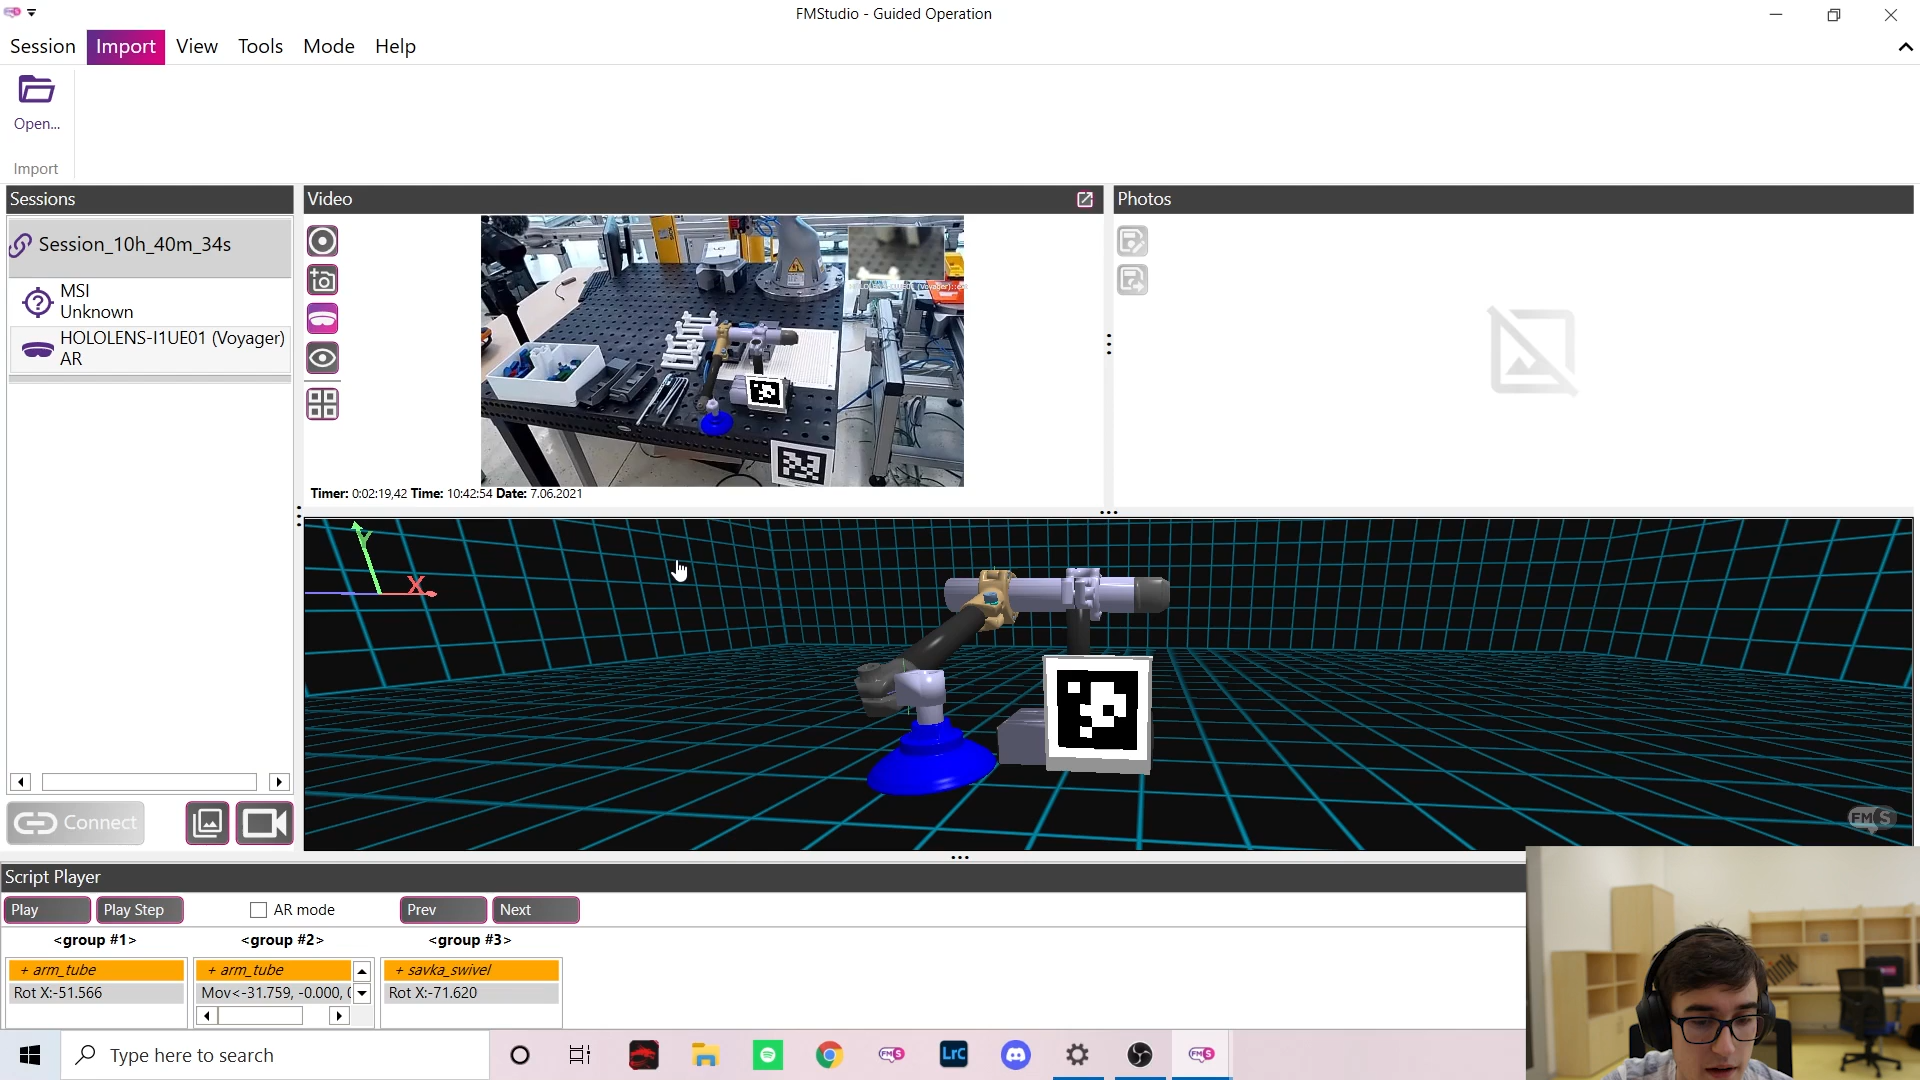 FMStudio - Guided Operation
Session Import View Tools Mode Help
Open...
Import
Sessions
Session_10h_40m_34s
MSI
Unknown
HOLOLENS-I1UE01 (Voyager)
AR
Connect
Video
Timer: 0:02:19,42 Time: 10:42:54 Date: 7.06.2021
Photos
Y
X
FMS
Script Player
Play Play Step AR mode Prev Next
<group #1> <group #2> <group #3>
+ arm_tube + arm_tube + savka_swivel
Rot X:-51.566 Mov<-31.759, -0.000, Rot X:-71.620
Type here to search
LrC
FMS